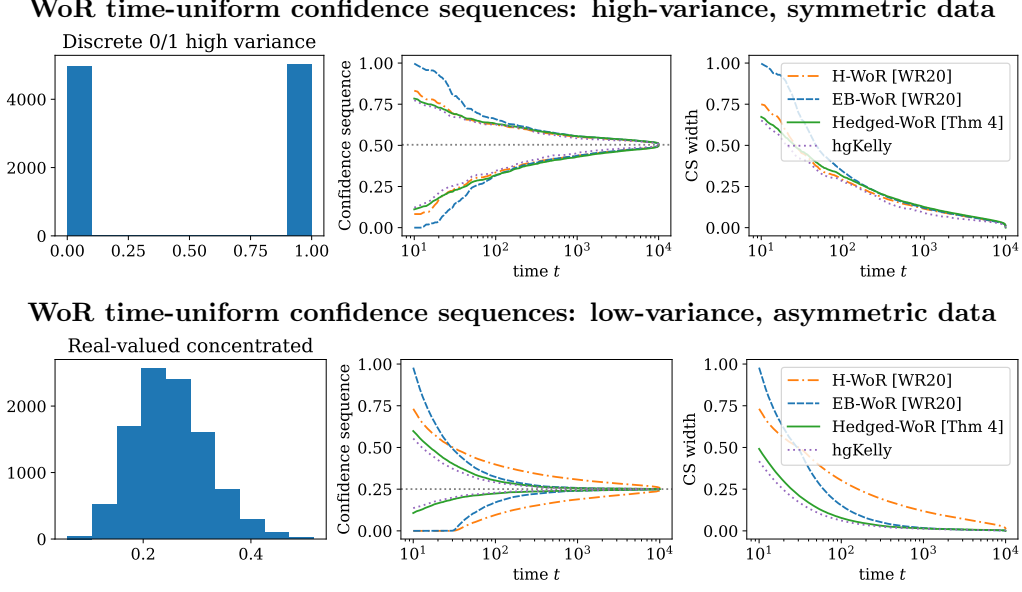 WoR time-uniform confidence sequences: high-variance, symmetric data
Discrete 0/1 high variance
4000
2000
0
0.00 0.25 0.50 0.75 1.00
Confidence sequence
1.00
0.75
0.50
0.25
0.00
10¹ 10² 10³ 10⁴
time t
CS width
1.00
0.75
0.50
0.25
0.00
10¹ 10² 10³ 10⁴
time t
H-WoR [WR20]
EB-WoR [WR20]
Hedged-WoR [Thm 4]
hgKelly
WoR time-uniform confidence sequences: low-variance, asymmetric data
Real-valued concentrated
2000
1000
0
0.2 0.4
Confidence sequence
1.00
0.75
0.50
0.25
0.00
10¹ 10² 10³ 10⁴
time t
CS width
1.00
0.75
0.50
0.25
0.00
10¹ 10² 10³ 10⁴
time t
H-WoR [WR20]
EB-WoR [WR20]
Hedged-WoR [Thm 4]
hgKelly